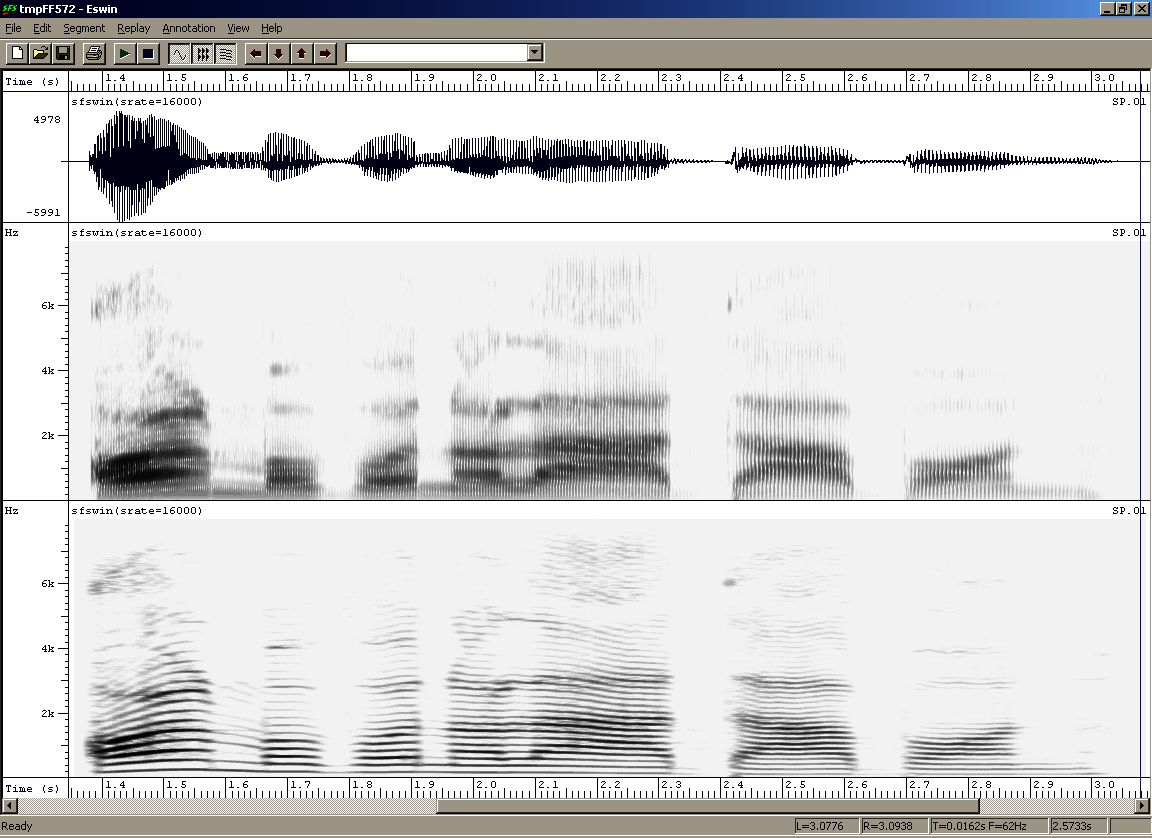 SFS tmpFF572 - Eswin
File Edit Segment Replay Annotation View Help
Time (s) 1.4 1.5 1.6 1.7 1.8 1.9 2.0 2.1 2.2 2.3 2.4 2.5 2.6 2.7 2.8 2.9 3.0
sfswin(srate=16000) SP.01
4978
-5991
Hz sfswin(srate=16000) SP.01
6k
4k
2k
Hz sfswin(srate=16000) SP.01
6k
4k
2k
Time (s) 1.4 1.5 1.6 1.7 1.8 1.9 2.0 2.1 2.2 2.3 2.4 2.5 2.6 2.7 2.8 2.9 3.0
Ready L=3.0776 R=3.0938 T=0.0162s F=62Hz 2.5733s